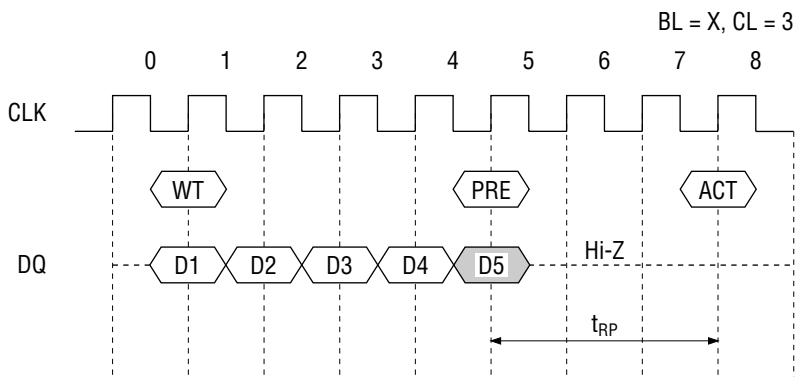 BL = X, CL = 3
0 1 2 3 4 5 6 7 8
CLK
WT PRE ACT
DQ D1 D2 D3 D4 D5 Hi-Z
tRP